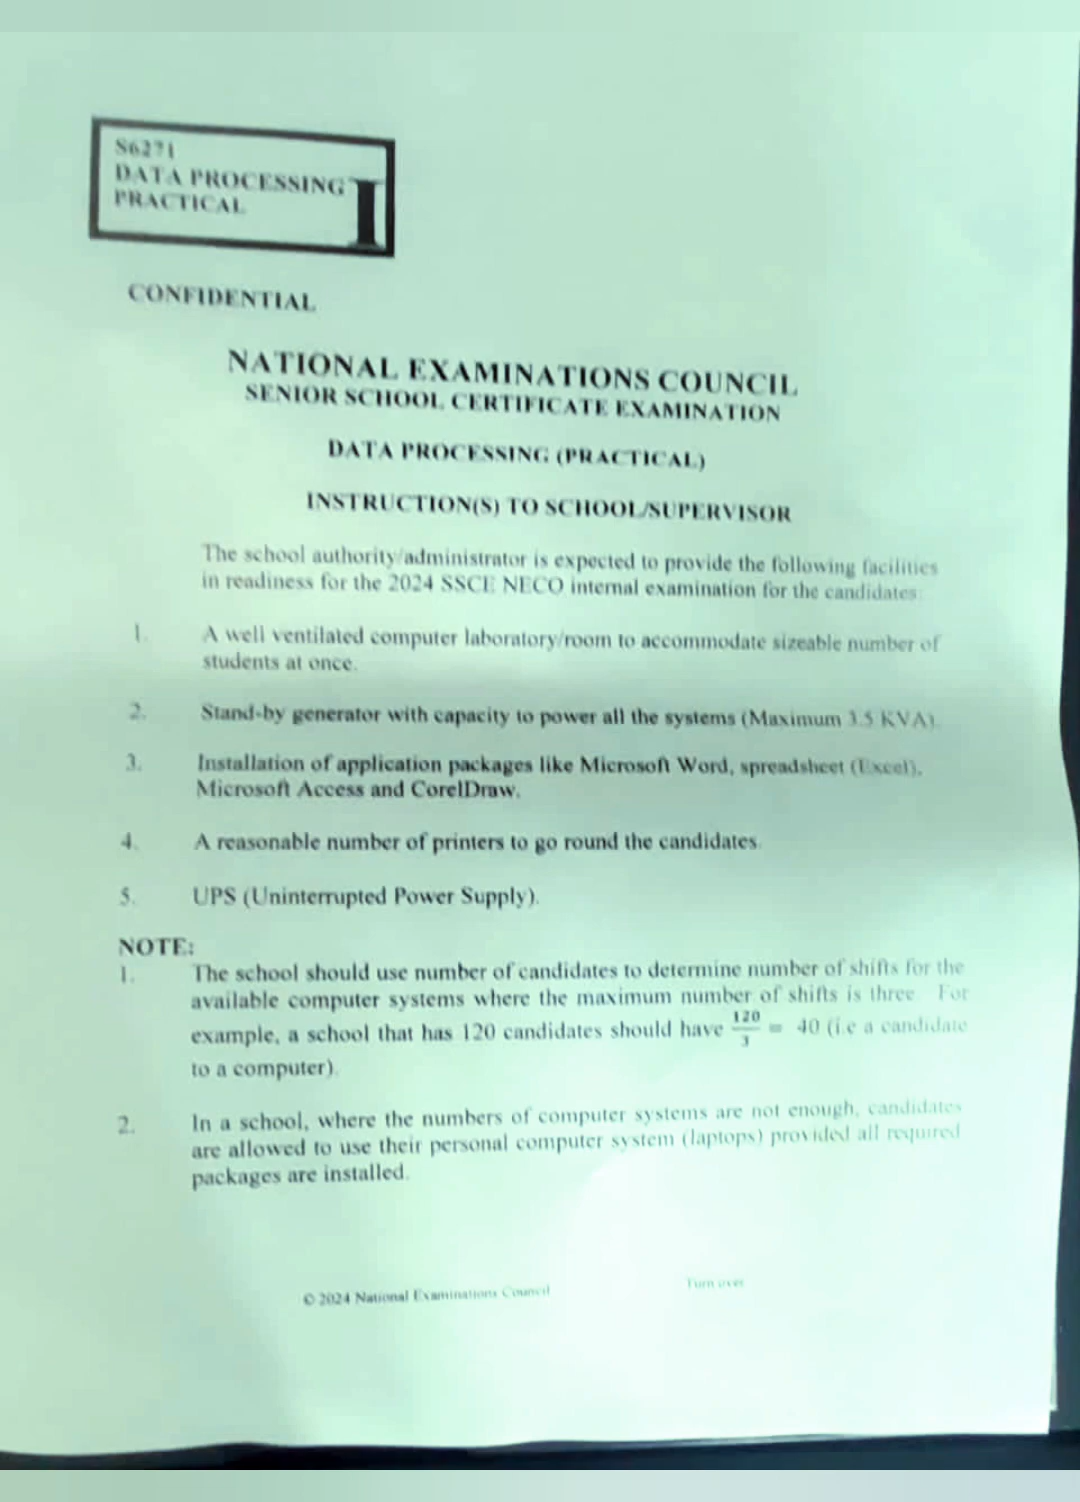 S6271
DATA PROCESSING
PRACTICAL
I
CONFIDENTIAL
NATIONAL EXAMINATIONS COUNCIL
SENIOR SCHOOL CERTIFICATE EXAMINATION
DATA PROCESSING (PRACTICAL)
INSTRUCTION(S) TO SCHOOL/SUPERVISOR
The school authority/administrator is expected to provide the following facilities
in readiness for the 2024 SSCE NECO internal examination for the candidates:
1. A well ventilated computer laboratory/room to accommodate sizeable number of
students at once.
2. Stand-by generator with capacity to power all the systems (Maximum 3.5 KVA).
3. Installation of application packages like Microsoft Word, spreadsheet (Excel),
Microsoft Access and CorelDraw.
4. A reasonable number of printers to go round the candidates.
5. UPS (Uninterrupted Power Supply).
NOTE:
1. The school should use number of candidates to determine number of shifts for the
available computer systems where the maximum number of shifts is three. For
example, a school that has 120 candidates should have 120/3 = 40 (i.e a candidate
to a computer).
2. In a school, where the numbers of computer systems are not enough, candidates
are allowed to use their personal computer system (laptops) provided all required
packages are installed.
© 2024 National Examinations Council
Turn over